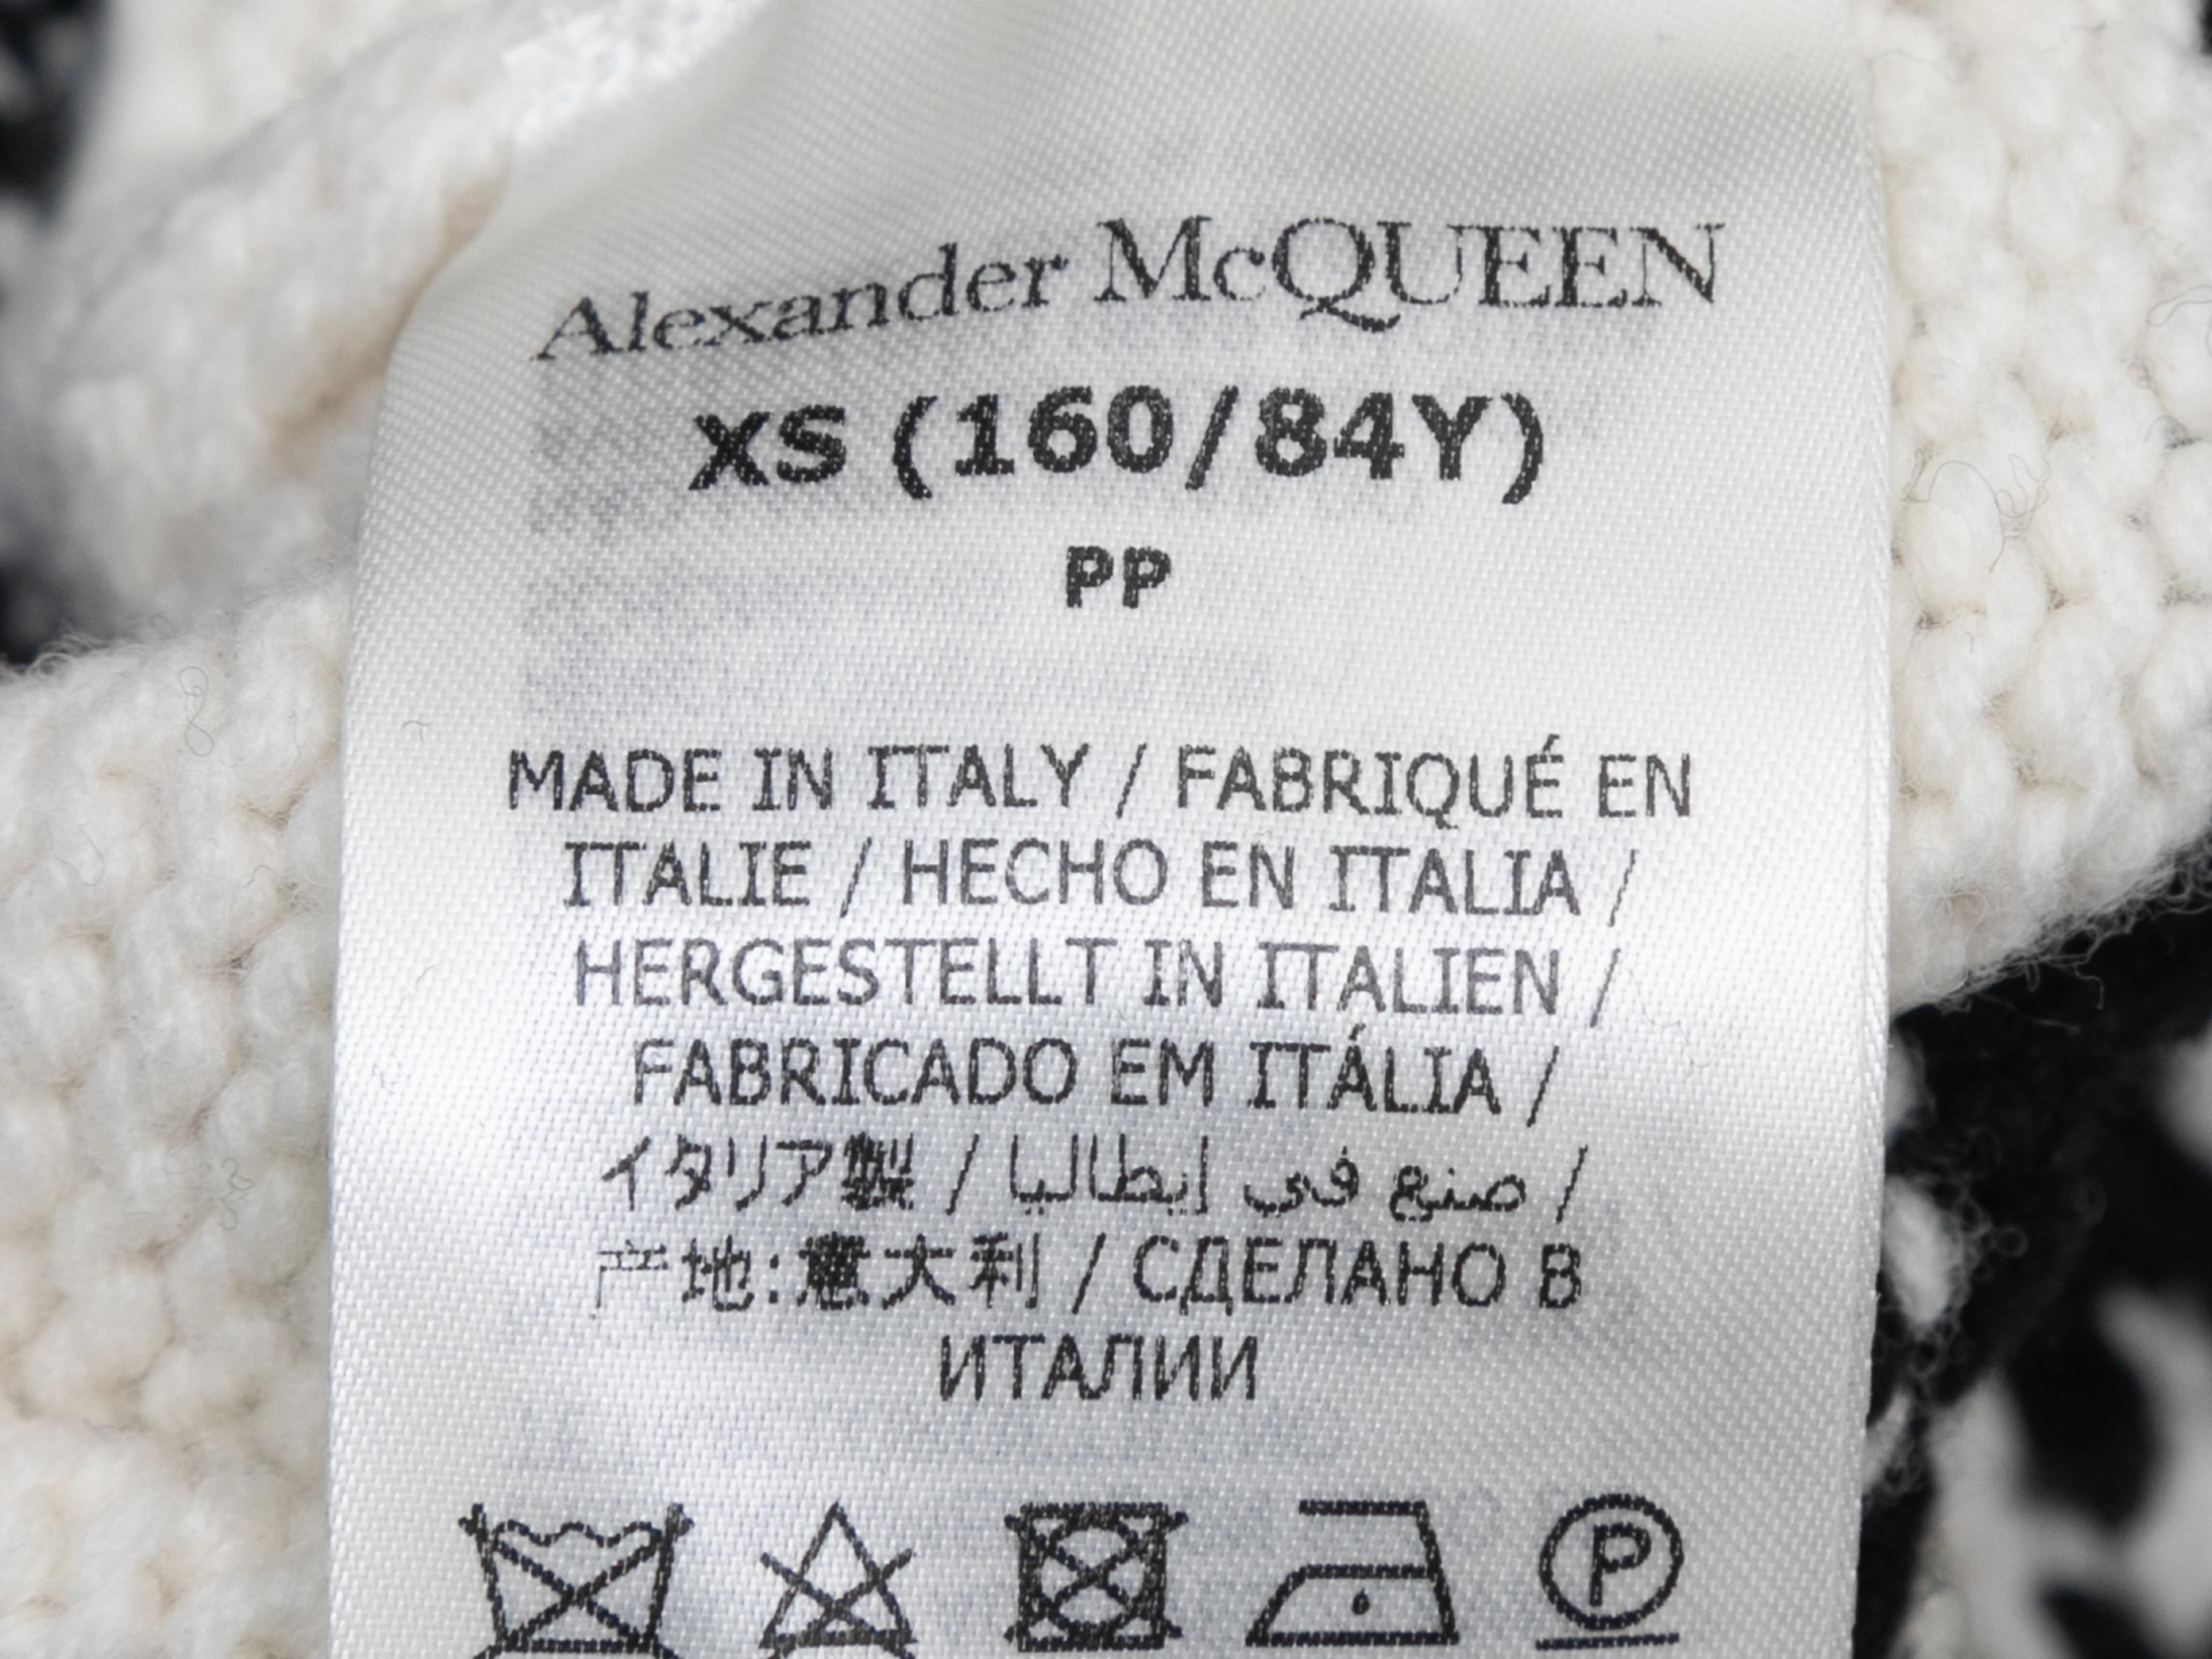 Alexander McQUEEN
XS (160/84Y)
PP
MADE IN ITALY / FABRIQUÉ EN
ITALIE / HECHO EN ITALIA /
HERGESTELLT IN ITALIEN /
FABRICADO EM ITÁLIA /
イタリア製 / صنع في إيطاليا /
产地:意大利 / СДЕЛАНО В
ИТАЛИИ
P